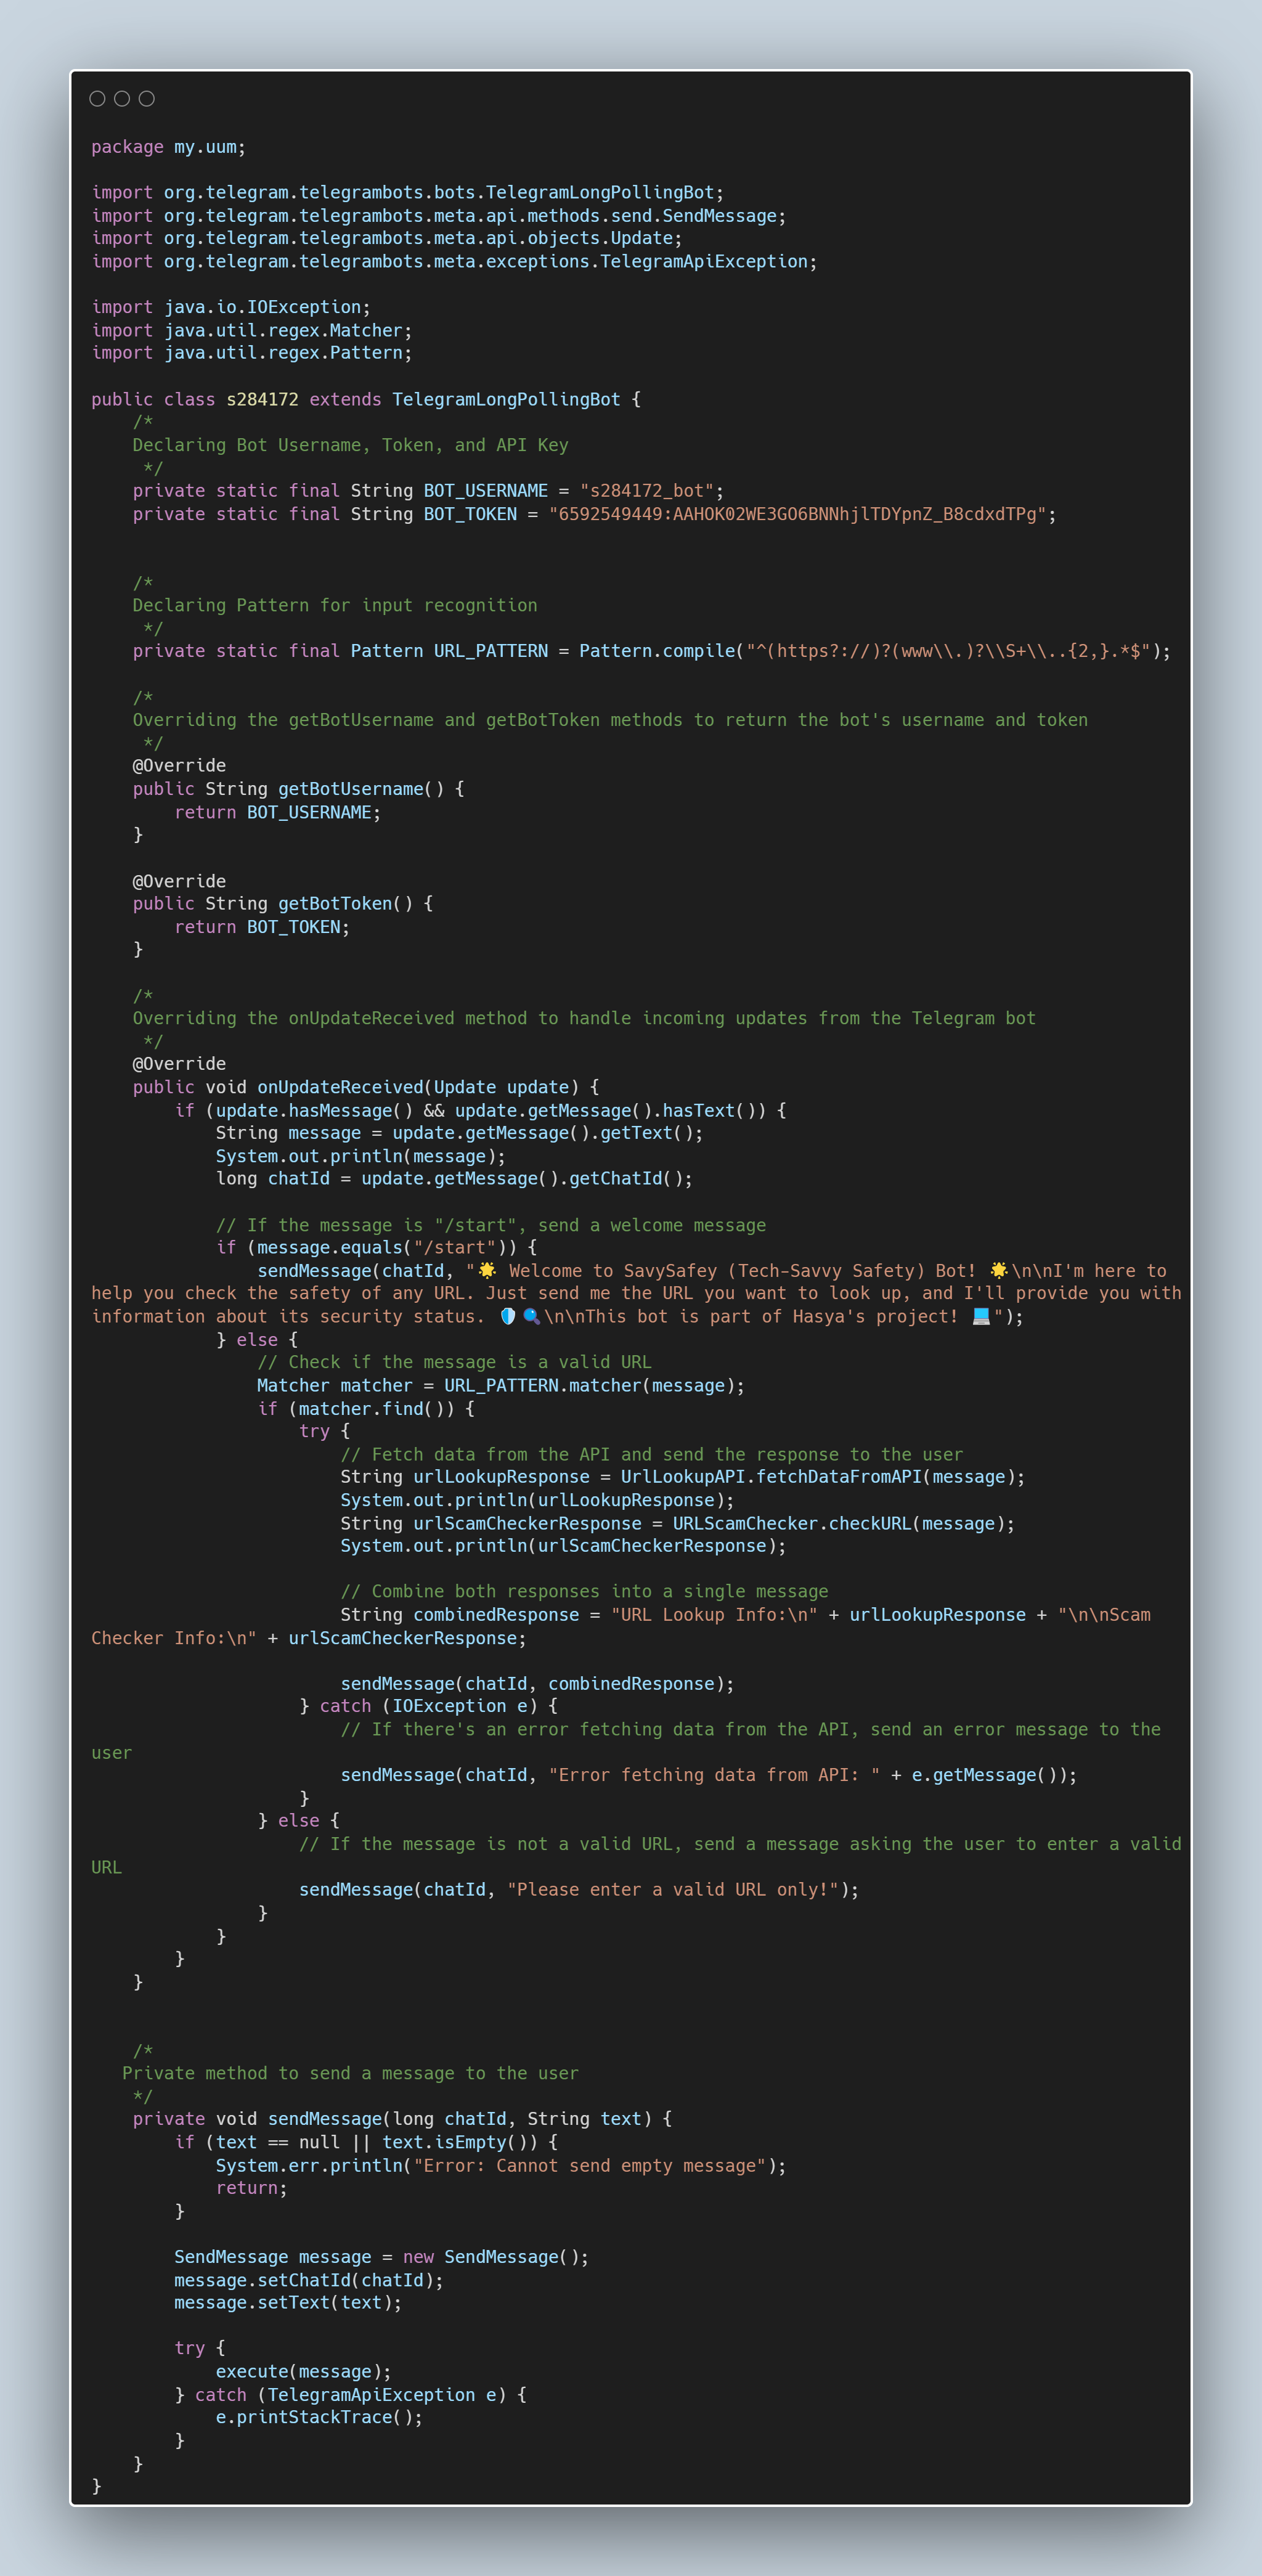 package my.uum;

import org.telegram.telegrambots.bots.TelegramLongPollingBot;
import org.telegram.telegrambots.meta.api.methods.send.SendMessage;
import org.telegram.telegrambots.meta.api.objects.Update;
import org.telegram.telegrambots.meta.exceptions.TelegramApiException;

import java.io.IOException;
import java.util.regex.Matcher;
import java.util.regex.Pattern;

public class s284172 extends TelegramLongPollingBot {
    /*
    Declaring Bot Username, Token, and API Key
     */
    private static final String BOT_USERNAME = "s284172_bot";
    private static final String BOT_TOKEN = "6592549449:AAHOK02WE3GO6BNNhjlTDYpnZ_B8cdxdTPg";


    /*
    Declaring Pattern for input recognition
     */
    private static final Pattern URL_PATTERN = Pattern.compile("^(https?://)?(www\\.)?\\S+\\..{2,}.*$");

    /*
    Overriding the getBotUsername and getBotToken methods to return the bot's username and token
     */
    @Override
    public String getBotUsername() {
        return BOT_USERNAME;
    }

    @Override
    public String getBotToken() {
        return BOT_TOKEN;
    }

    /*
    Overriding the onUpdateReceived method to handle incoming updates from the Telegram bot
     */
    @Override
    public void onUpdateReceived(Update update) {
        if (update.hasMessage() && update.getMessage().hasText()) {
            String message = update.getMessage().getText();
            System.out.println(message);
            long chatId = update.getMessage().getChatId();

            // If the message is "/start", send a welcome message
            if (message.equals("/start")) {
                sendMessage(chatId, "🌟 Welcome to SavySafey (Tech-Savvy Safety) Bot! 🌟\n\nI'm here to
help you check the safety of any URL. Just send me the URL you want to look up, and I'll provide you with
information about its security status. 🛡️🔍\n\nThis bot is part of Hasya's project! 💻");
            } else {
                // Check if the message is a valid URL
                Matcher matcher = URL_PATTERN.matcher(message);
                if (matcher.find()) {
                    try {
                        // Fetch data from the API and send the response to the user
                        String urlLookupResponse = UrlLookupAPI.fetchDataFromAPI(message);
                        System.out.println(urlLookupResponse);
                        String urlScamCheckerResponse = URLScamChecker.checkURL(message);
                        System.out.println(urlScamCheckerResponse);

                        // Combine both responses into a single message
                        String combinedResponse = "URL Lookup Info:\n" + urlLookupResponse + "\n\nScam
Checker Info:\n" + urlScamCheckerResponse;

                        sendMessage(chatId, combinedResponse);
                    } catch (IOException e) {
                        // If there's an error fetching data from the API, send an error message to the
user
                        sendMessage(chatId, "Error fetching data from API: " + e.getMessage());
                    }
                } else {
                    // If the message is not a valid URL, send a message asking the user to enter a valid
URL
                    sendMessage(chatId, "Please enter a valid URL only!");
                }
            }
        }
    }


    /*
   Private method to send a message to the user
    */
    private void sendMessage(long chatId, String text) {
        if (text == null || text.isEmpty()) {
            System.err.println("Error: Cannot send empty message");
            return;
        }

        SendMessage message = new SendMessage();
        message.setChatId(chatId);
        message.setText(text);

        try {
            execute(message);
        } catch (TelegramApiException e) {
            e.printStackTrace();
        }
    }
}